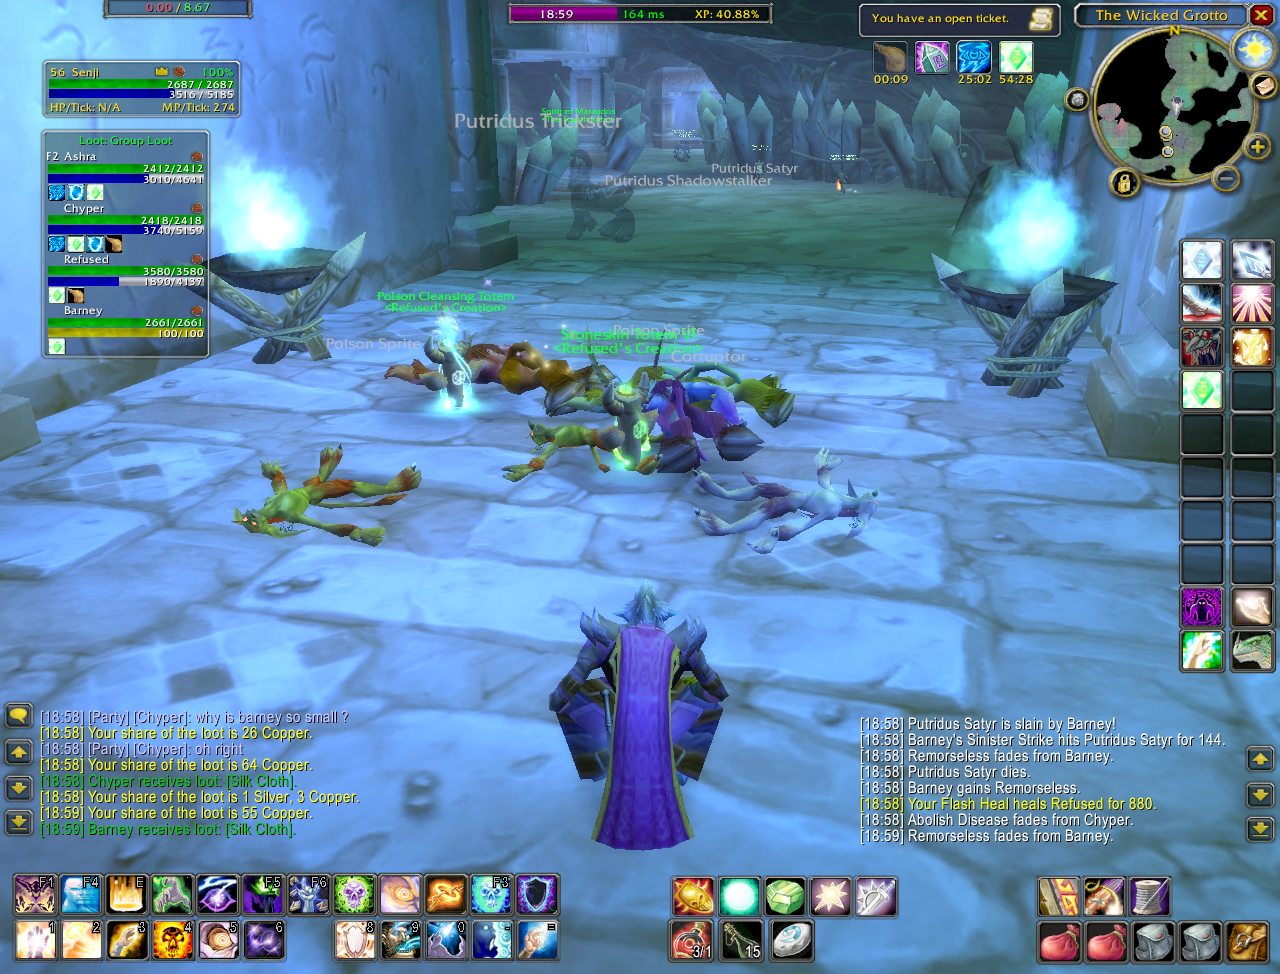 0.00 / 8.67
18:59 164 ms XP: 40.88%
You have an open ticket.
The Wicked Grotto
N
00:09 25:02 54:28
56 Senji 100%
2687 / 2687
3516 / 5185
HP/Tick: N/A MP/Tick: 274
Loot: Group Loot
F2 Ashra
2412/2412
3010/4641
Chyper
2418/2418
3740/5159
Refused
3580/3580
1890/4137
Barney
2661/2661
100/100
Spirit of Maraudos
Putridus Trickster
Putridus Satyr
Putridus Shadowstalker
Poison Cleansing Totem
<Refused's Creation>
Poison Sprite
Poison Sprite
Stoneskin Totem VI
<Refused's Creation>
Corruptor
[18:58] [Party] [Chyper]: why is barney so small ?
[18:58] Your share of the loot is 26 Copper.
[18:58] [Party] [Chyper]: oh right
[18:58] Your share of the loot is 64 Copper.
[18:58] Chyper receives loot: [Silk Cloth].
[18:58] Your share of the loot is 1 Silver, 3 Copper.
[18:59] Your share of the loot is 55 Copper.
[18:59] Barney receives loot: [Silk Cloth].
[18:58] Putridus Satyr is slain by Barney!
[18:58] Barney's Sinister Strike hits Putridus Satyr for 144.
[18:58] Remorseless fades from Barney.
[18:58] Putridus Satyr dies.
[18:58] Barney gains Remorseless.
[18:58] Your Flash Heal heals Refused for 880.
[18:58] Abolish Disease fades from Chyper.
[18:59] Remorseless fades from Barney.
F1 F4 E F5 F6 F3
1 2 3 4 5 6 8 9 0 - =
3/1 15